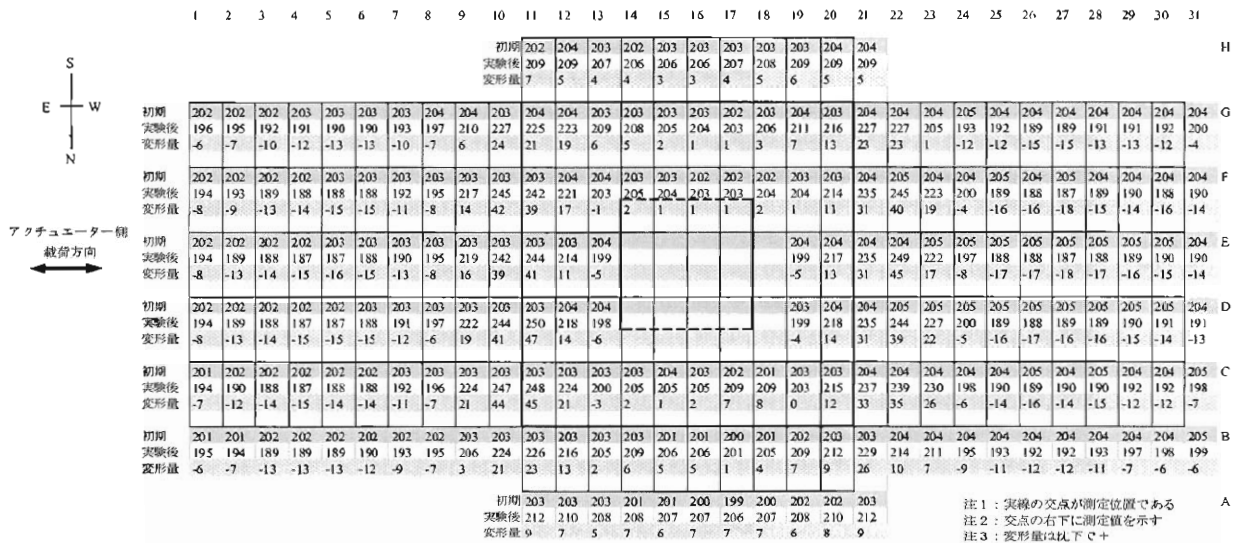 1 2 3 4 5 6 7 8 9 10 11 12 13 14 15 16 17 18 19 20 21 22 23 24 25 26 27 28 29 30 31
初期 202 204 203 202 203 203 203 203 203 204 204 H
実験後 209 209 207 206 206 206 207 208 209 209 209
変形量 7 5 4 4 3 3 4 5 6 5 5
S
E W
N
初期 202 202 202 203 203 203 203 204 204 203 204 204 203 203 203 203 202 203 204 203 204 204 204 205 204 204 204 204 204 204 204 G
実験後 196 195 192 191 190 190 193 197 210 227 225 223 209 208 205 204 203 206 211 216 227 227 205 193 192 189 189 191 191 192 200
変形量 -6 -7 -10 -12 -13 -13 -10 -7 6 24 21 19 6 5 2 1 1 3 7 13 23 23 1 -12 -12 -15 -15 -13 -13 -12 -4
初期 202 202 202 202 203 203 203 203 203 203 203 204 204 203 203 202 202 202 203 203 204 205 204 204 205 204 205 204 204 204 204 F
実験後 194 193 189 188 188 188 192 195 217 245 242 221 203 205 204 203 203 204 204 214 235 245 223 200 189 188 187 189 190 188 190
変形量 -8 -9 -13 -14 -15 -15 -11 -8 14 42 39 17 -1 2 1 1 1 2 1 11 31 40 19 -4 -16 -16 -18 -15 -14 -16 -14
アクチュエーター側
載荷方向
初期 202 202 202 202 203 203 203 203 203 203 203 203 204 204 204 204 204 205 205 205 205 205 205 205 205 204 E
実験後 194 189 188 187 187 188 190 195 219 242 244 214 199 199 217 235 249 222 197 188 188 187 188 189 190 190
変形量 -8 -13 -14 -15 -16 -15 -13 -8 16 39 41 11 -5 -5 13 31 45 17 -8 -17 -17 -18 -17 -16 -15 -14
初期 202 202 202 202 202 203 203 203 203 203 203 204 204 203 204 204 205 205 205 205 205 205 205 205 205 204 D
実験後 194 189 188 187 187 188 191 197 222 244 250 218 198 199 218 235 244 227 200 189 188 189 189 190 191 191
変形量 -8 -13 -14 -15 -15 -15 -12 -6 19 41 47 14 -6 -4 14 31 39 22 -5 -16 -17 -16 -16 -15 -14 -13
初期 201 202 202 202 202 202 203 203 203 203 203 203 203 203 204 203 202 201 203 203 204 204 204 204 204 205 204 205 204 204 205 C
実験後 194 190 188 187 188 188 192 196 224 247 248 224 200 205 205 205 209 209 203 215 237 239 230 198 190 189 190 190 192 192 198
変形量 -7 -12 -14 -15 -14 -14 -11 -7 21 44 45 21 -3 2 1 2 7 8 0 12 33 35 26 -6 -14 -16 -14 -15 -12 -12 -7
初期 201 201 202 202 202 202 202 202 203 203 203 203 203 203 201 201 200 201 202 203 203 204 204 204 204 204 204 204 204 204 205 B
実験後 195 194 189 189 189 190 193 195 206 224 226 216 205 209 206 206 201 205 209 212 229 214 211 195 193 192 192 193 197 198 199
変形量 -6 -7 -13 -13 -13 -12 -9 -7 3 21 23 13 2 6 5 5 1 4 7 9 26 10 7 -9 -11 -12 -12 -11 -7 -6 -6
初期 203 203 203 201 201 200 199 200 202 202 203 A
実験後 212 210 208 208 207 207 206 207 208 210 212
変形量 9 7 5 7 6 7 7 7 6 8 9
注1：実線の交点が測定位置である
注2：交点の右下に測定値を示す
注3：変形量は沈下で+